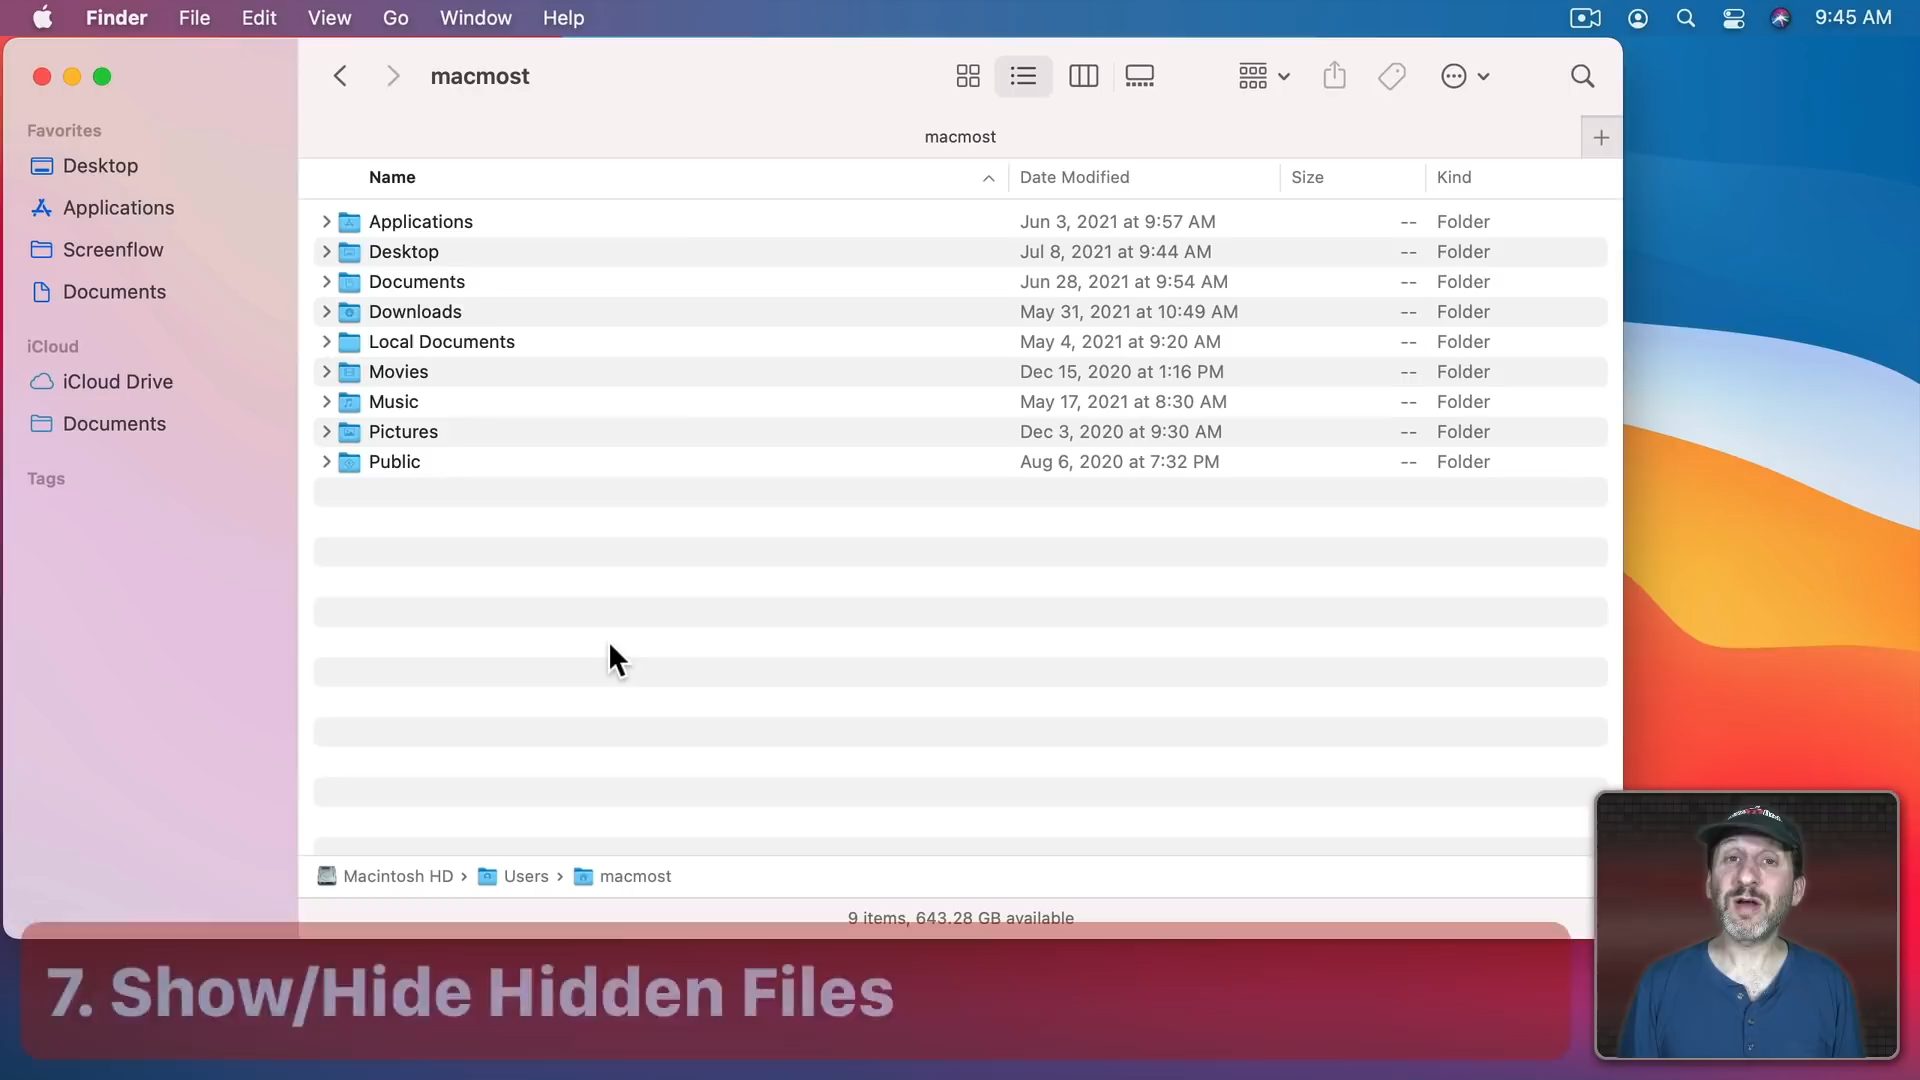 Finder File Edit View Go Window Help 9:45 AM
macmost
macmost
Favorites
Desktop
Applications
Screenflow
Documents
iCloud
iCloud Drive
Documents
Tags
Name Date Modified Size Kind
Applications Jun 3, 2021 at 9:57 AM -- Folder
Desktop Jul 8, 2021 at 9:44 AM -- Folder
Documents Jun 28, 2021 at 9:54 AM -- Folder
Downloads May 31, 2021 at 10:49 AM -- Folder
Local Documents May 4, 2021 at 9:20 AM -- Folder
Movies Dec 15, 2020 at 1:16 PM -- Folder
Music May 17, 2021 at 8:30 AM -- Folder
Pictures Dec 3, 2020 at 9:30 AM -- Folder
Public Aug 6, 2020 at 7:32 PM -- Folder
Macintosh HD › Users › macmost
9 items, 643.28 GB available
7. Show/Hide Hidden Files